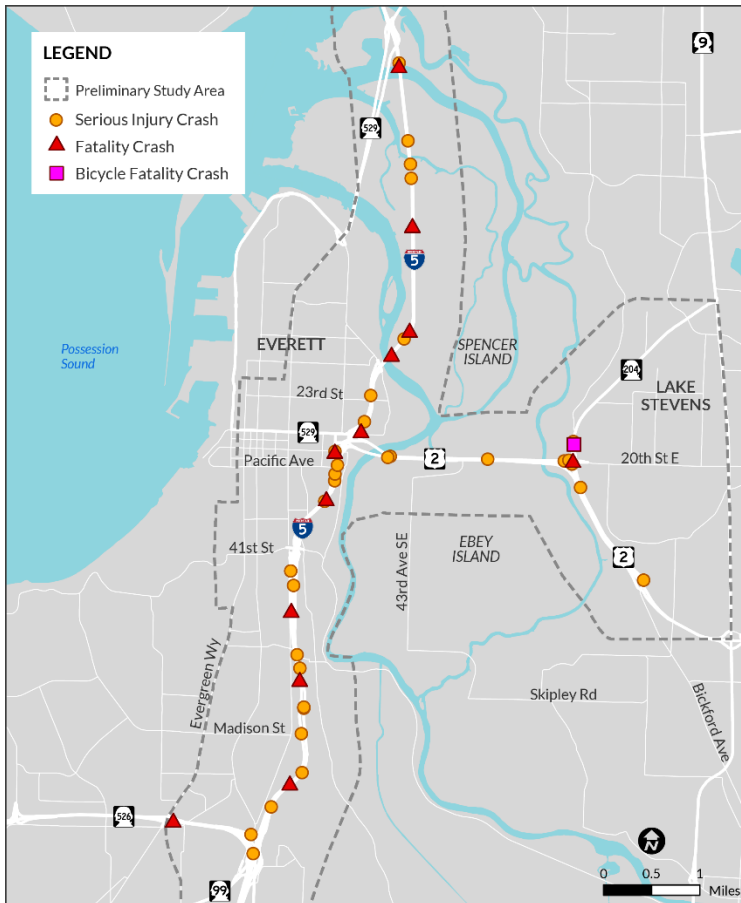 LEGEND
Preliminary Study Area
Serious Injury Crash
Fatality Crash
Bicycle Fatality Crash
9
529
INTERSTATE
5
Possession
Sound
EVERETT
SPENCER
ISLAND
204
LAKE
STEVENS
23rd St
529
Pacific Ave
2
20th St E
5
41st St
43rd Ave SE
EBEY
ISLAND
2
Evergreen Wy
Madison St
Skipley Rd
Bickford Ave
526
99
N
0 0.5 1
Miles